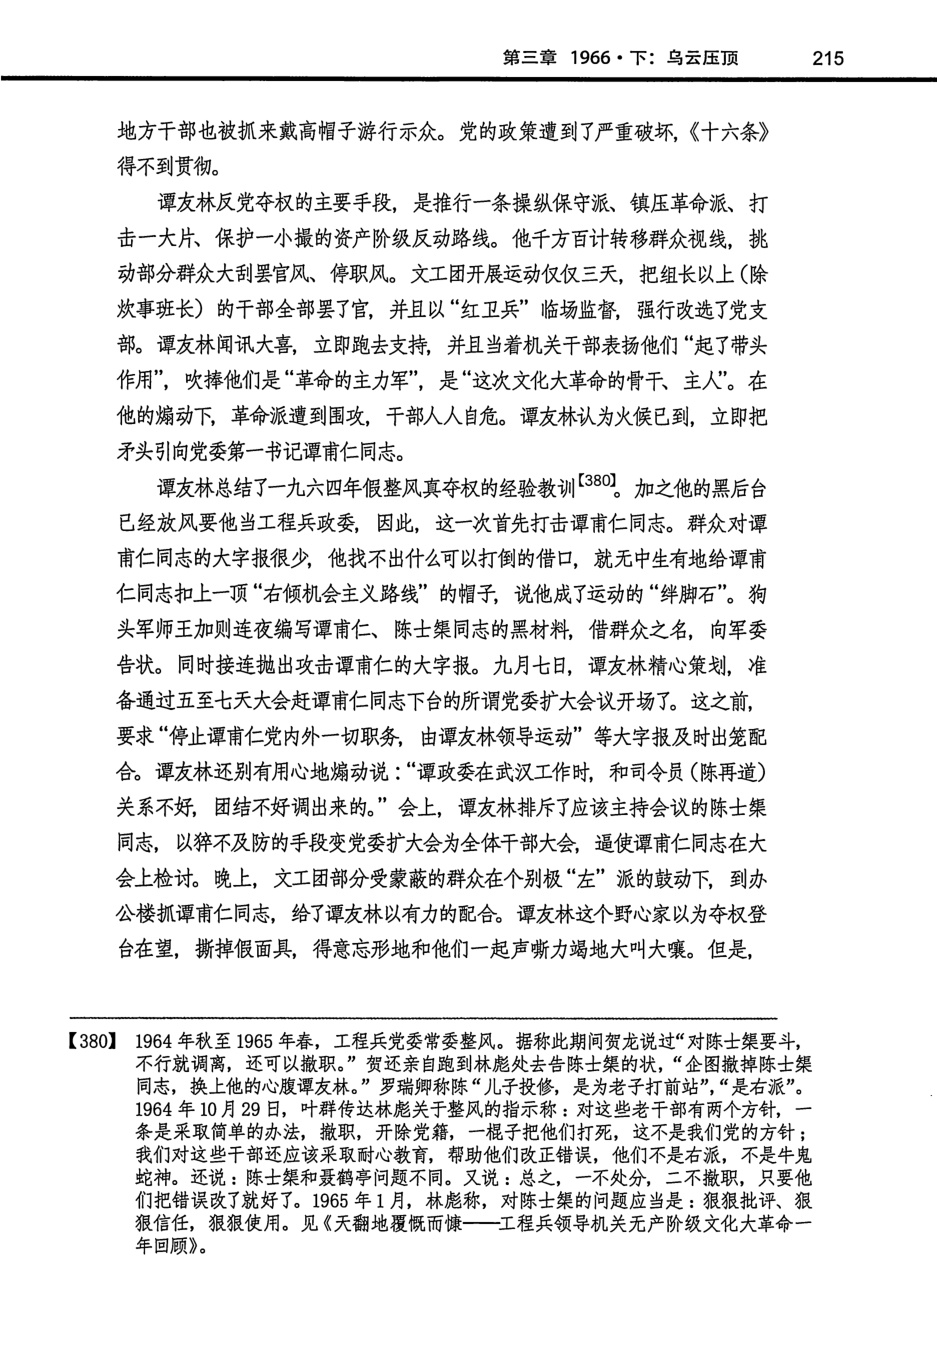 第三章 1966·下：乌云压顶 215
地方干部也被抓来戴高帽子游行示众。党的政策遭到了严重破坏，《十六条》
得不到贯彻。
谭友林反党夺权的主要手段，是推行一条操纵保守派、镇压革命派、打
击一大片、保护一小撮的资产阶级反动路线。他千方百计转移群众视线，挑
动部分群众大刮罢官风、停职风。文工团开展运动仅仅三天，把组长以上（除
炊事班长）的干部全部罢了官，并且以“红卫兵”临场监督，强行改选了党支
部。谭友林闻讯大喜，立即跑去支持，并且当着机关干部表扬他们“起了带头
作用”，吹捧他们是“革命的主力军”，是“这次文化大革命的骨干、主人”。在
他的煽动下，革命派遭到围攻，干部人人自危。谭友林认为火候已到，立即把
矛头引向党委第一书记谭甫仁同志。
谭友林总结了一九六四年假整风真夺权的经验教训【380】。加之他的黑后台
已经放风要他当工程兵政委，因此，这一次首先打击谭甫仁同志。群众对谭
甫仁同志的大字报很少，他找不出什么可以打倒的借口，就无中生有地给谭甫
仁同志扣上一顶“右倾机会主义路线”的帽子，说他成了运动的“绊脚石”。狗
头军师王加则连夜编写谭甫仁、陈士榘同志的黑材料，借群众之名，向军委
告状。同时接连抛出攻击谭甫仁的大字报。九月七日，谭友林精心策划，准
备通过五至七天大会赶谭甫仁同志下台的所谓党委扩大会议开场了。这之前，
要求“停止谭甫仁党内外一切职务，由谭友林领导运动”等大字报及时出笼配
合。谭友林还别有用心地煽动说：“谭政委在武汉工作时，和司令员（陈再道）
关系不好，团结不好调出来的。”会上，谭友林排斥了应该主持会议的陈士榘
同志，以猝不及防的手段变党委扩大会为全体干部大会，逼使谭甫仁同志在大
会上检讨。晚上，文工团部分受蒙蔽的群众在个别极“左”派的鼓动下，到办
公楼抓谭甫仁同志，给了谭友林以有力的配合。谭友林这个野心家以为夺权登
台在望，撕掉假面具，得意忘形地和他们一起声嘶力竭地大叫大嚷。但是，
【380】 1964 年秋至 1965 年春，工程兵党委常委整风。据称此期间贺龙说过“对陈士榘要斗，
不行就调离，还可以撤职。”贺还亲自跑到林彪处去告陈士榘的状，“企图撤掉陈士榘
同志，换上他的心腹谭友林。”罗瑞卿称陈“儿子投修，是为老子打前站”，“是右派”。
1964 年 10 月 29 日，叶群传达林彪关于整风的指示称：对这些老干部有两个方针，一
条是采取简单的办法，撤职，开除党籍，一棍子把他们打死，这不是我们党的方针；
我们对这些干部还应该采取耐心教育，帮助他们改正错误，他们不是右派，不是牛鬼
蛇神。还说：陈士榘和聂鹤亭问题不同。又说：总之，一不处分，二不撤职，只要他
们把错误改了就好了。1965 年 1 月，林彪称，对陈士榘的问题应当是：狠狠批评、狠
狠信任，狠狠使用。见《天翻地覆慨而慷——工程兵领导机关无产阶级文化大革命一
年回顾》。